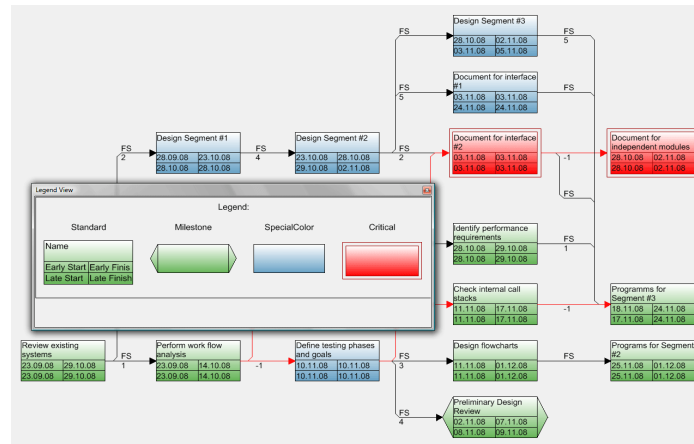 Design Segment #3
28.10.08 02.11.08
03.11.08 05.11.08
FS
5
Document for interface
#1
03.11.08 03.11.08
24.11.08 24.11.08
FS
5
FS
Design Segment #1
28.09.08 23.10.08
28.10.08 28.10.08
FS
2
FS
4
Design Segment #2
23.10.08 28.10.08
29.10.08 02.11.08
FS
2
Document for interface
#2
03.11.08 03.11.08
03.11.08 03.11.08
-1
FS
Document for
independent modules
28.10.08 02.11.08
28.10.08 02.11.08
Legend View
Legend:
Standard
Milestone
SpecialColor
Critical
Name
Early Start Early Finis
Late Start Late Finish
Identify performance
requirements
28.10.08 29.10.08
28.10.08 29.10.08
FS
1
Check internal call
stacks
11.11.08 17.11.08
11.11.08 17.11.08
-1
Programms for
Segment #3
18.11.08 24.11.08
17.11.08 24.11.08
Review existing
systems
23.09.08 29.10.08
23.09.08 29.10.08
FS
1
Perform work flow
analysis
23.09.08 14.10.08
23.09.08 14.10.08
-1
Define testing phases
and goals
10.11.08 10.11.08
10.11.08 10.11.08
FS
3
Design flowcharts
11.11.08 01.12.08
11.11.08 01.12.08
FS
Programs for Segment
#2
25.11.08 01.12.08
25.11.08 01.12.08
FS
4
Preliminary Design
Review
02.11.08 07.11.08
08.11.08 09.11.08